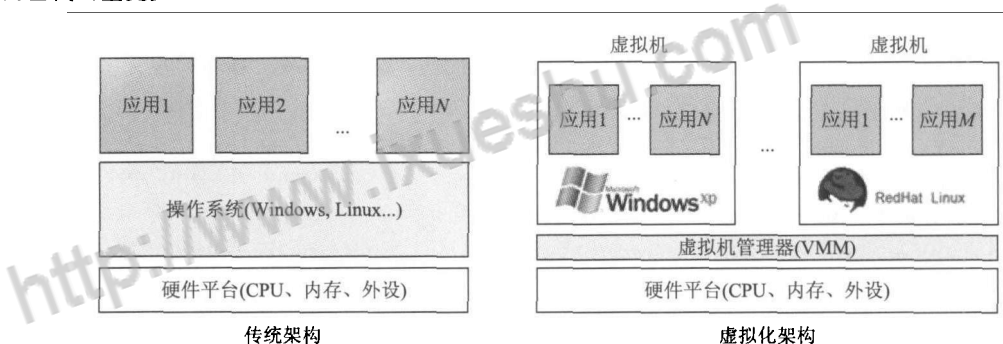 应用1
应用2
...
应用N
操作系统(Windows, Linux...)
硬件平台(CPU、内存、外设)
传统架构
虚拟机
应用1
...
应用N
Microsoft
Windows xp
...
虚拟机
应用1
...
应用M
RedHat Linux
虚拟机管理器(VMM)
硬件平台(CPU、内存、外设)
虚拟化架构
http://www.ixueshu.com